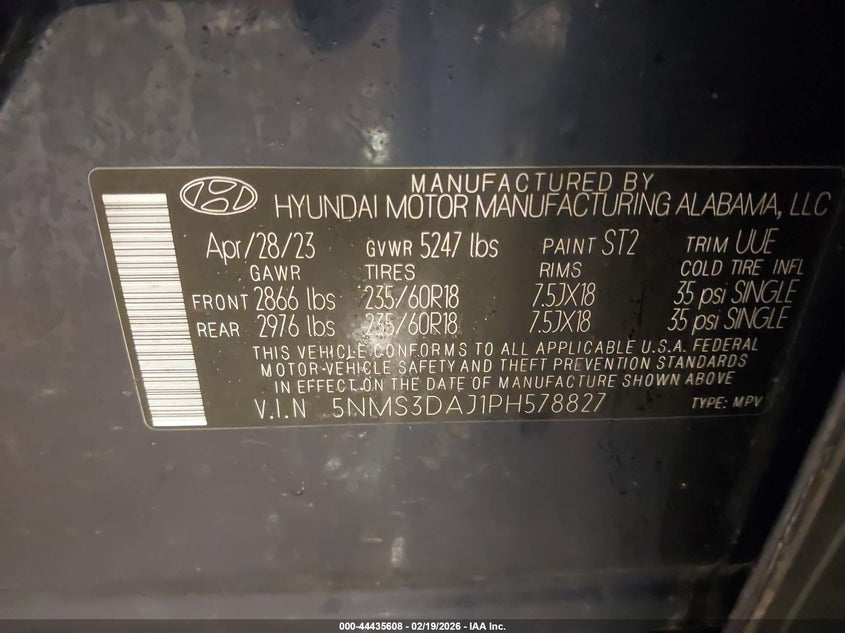 MANUFACTURED BY
HYUNDAI MOTOR MANUFACTURING ALABAMA, LLC
Apr/28/23 GVWR 5247 lbs PAINT ST2 TRIM UUE
GAWR TIRES RIMS COLD TIRE INFL
FRONT 2866 lbs 235/60R18 7.5JX18 35 psi SINGLE
REAR 2976 lbs 235/60R18 7.5JX18 35 psi SINGLE
THIS VEHICLE CONFORMS TO ALL APPLICABLE U.S.A. FEDERAL
MOTOR-VEHICLE SAFETY AND THEFT PREVENTION STANDARDS
IN EFFECT ON THE DATE OF MANUFACTURE SHOWN ABOVE
V.I.N 5NMS3DAJ1PH578827 TYPE: MPV
000-44435608 - 02/19/2026 - IAA Inc.